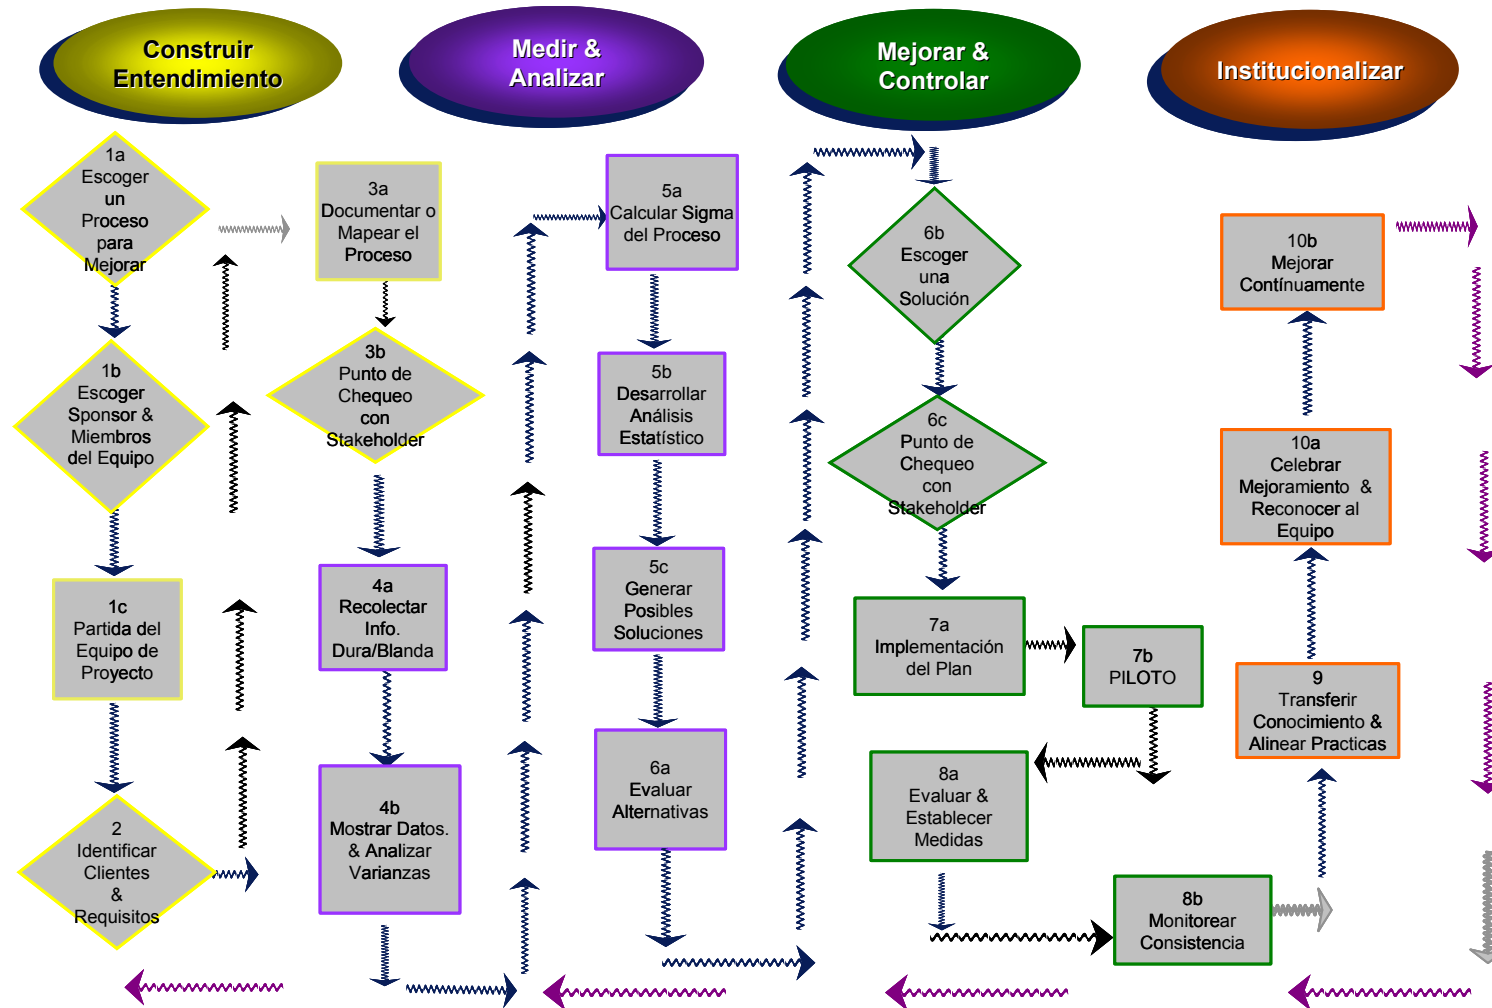 Construir
Entendimiento
Medir &
Analizar
Mejorar &
Controlar
Institucionalizar
1a
Escoger
un
Proceso
para
Mejorar
1b
Escoger
Sponsor &
Miembros
del Equipo
1c
Partida del
Equipo de
Proyecto
2
Identificar
Clientes
&
Requisitos
3a
Documentar o
Mapear el
Proceso
3b
Punto de
Chequeo
con
Stakeholder
4a
Recolectar
Info.
Dura/Blanda
4b
Mostrar Datos.
& Analizar
Varianzas
5a
Calcular Sigma
del Proceso
5b
Desarrollar
Análisis
Estatístico
5c
Generar
Posibles
Soluciones
6a
Evaluar
Alternativas
6b
Escoger
una
Solución
6c
Punto de
Chequeo
con
Stakeholder
7a
Implementación
del Plan
7b
PILOTO
8a
Evaluar &
Establecer
Medidas
8b
Monitorear
Consistencia
9
Transferir
Conocimiento &
Alinear Practicas
10a
Celebrar
Mejoramiento &
Reconocer al
Equipo
10b
Mejorar
Contínuamente